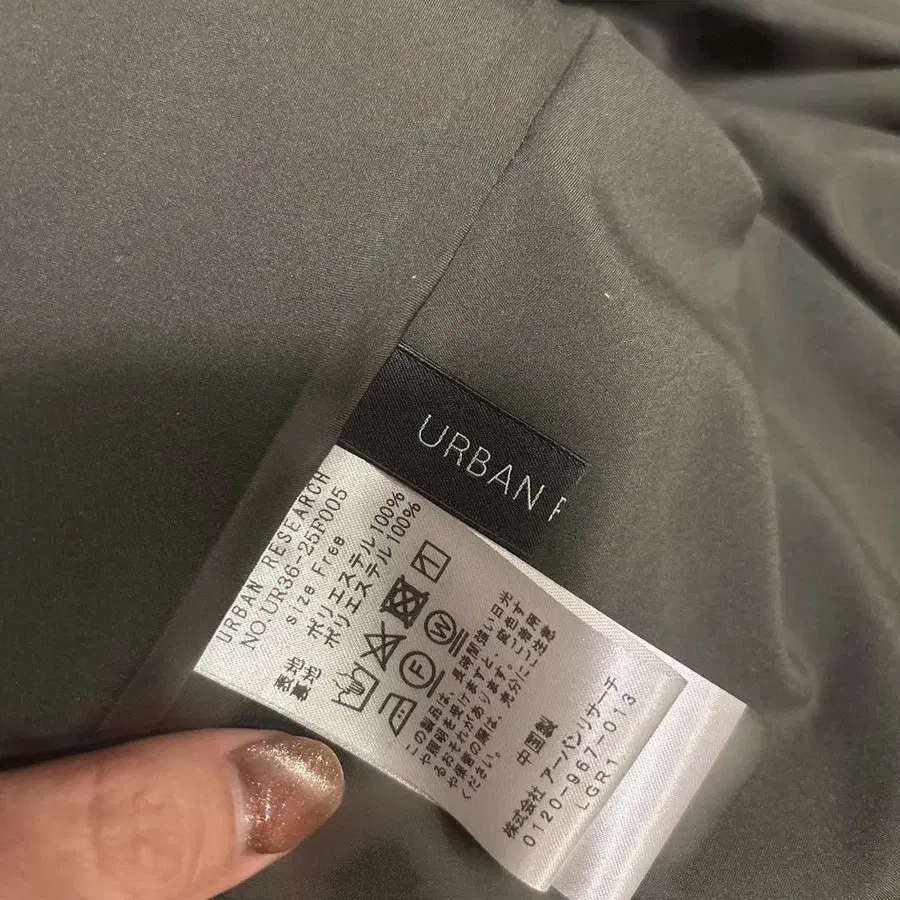 URBAN R
URBAN RESEARCH
NO.UR36-25F005
size Free
表地 ポリエステル100%
裏地 ポリエステル100%
F W
この製品は、長時間強い日光
や照明を受けますと、変色す
るおそれがあります。ご着用
や保管の際は、充分にご注意
ください。
中国製
株式会社 アーバンリサーチ
0120-967-013
LGR1